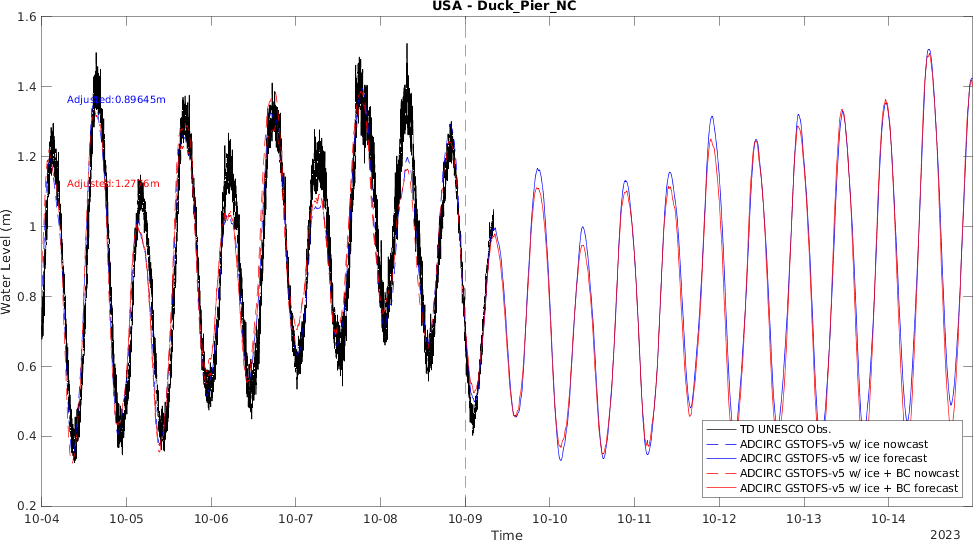 USA - Duck_Pier_NC
1.6
1.4
1.2
1
0.8
0.6
0.4
0.2
Water Level (m)
Adjusted:0.89645m
TD UNESCO Obs.
ADCIRC GSTOFS-v5 w/ ice nowcast
ADCIRC GSTOFS-v5 w/ ice forecast
ADCIRC GSTOFS-v5 w/ ice + BC nowcast
ADCIRC GSTOFS-v5 w/ ice + BC forecast
10-04 10-05 10-06 10-07 10-08 10-09 10-10 10-11 10-12 10-13 10-14
Time
2023